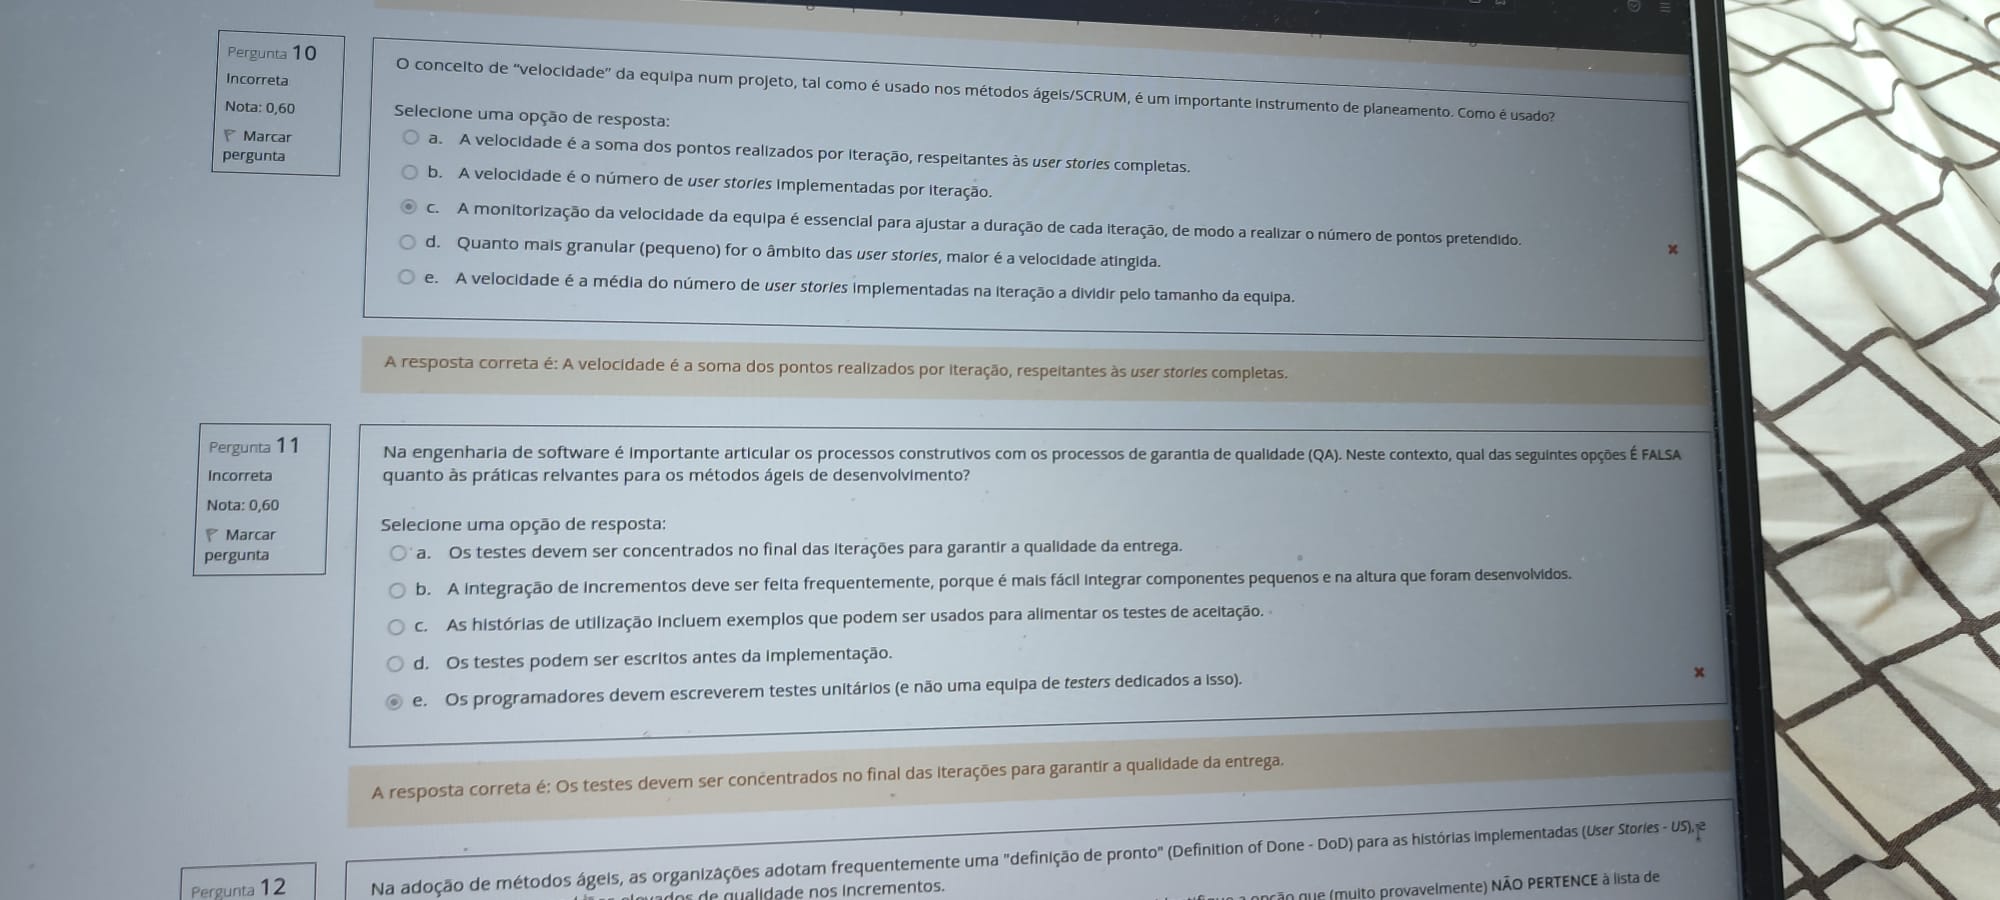 Pergunta 10
Incorreta
Nota: 0,60
Marcar
pergunta
O conceito de “velocidade” da equipa num projeto, tal como é usado nos métodos ágeis/SCRUM, é um importante instrumento de planeamento. Como é usado?
Selecione uma opção de resposta:
a. A velocidade é a soma dos pontos realizados por iteração, respeitantes às user stories completas.
b. A velocidade é o número de user stories implementadas por iteração.
c. A monitorização da velocidade da equipa é essencial para ajustar a duração de cada iteração, de modo a realizar o número de pontos pretendido.
d. Quanto mais granular (pequeno) for o âmbito das user stories, maior é a velocidade atingida.
e. A velocidade é a média do número de user stories implementadas na iteração a dividir pelo tamanho da equipa.
A resposta correta é: A velocidade é a soma dos pontos realizados por iteração, respeitantes às user stories completas.
Pergunta 11
Incorreta
Nota: 0,60
Marcar
pergunta
Na engenharia de software é importante articular os processos construtivos com os processos de garantia de qualidade (QA). Neste contexto, qual das seguintes opções É FALSA
quanto às práticas relvantes para os métodos ágeis de desenvolvimento?
Selecione uma opção de resposta:
a. Os testes devem ser concentrados no final das iterações para garantir a qualidade da entrega.
b. A integração de incrementos deve ser feita frequentemente, porque é mais fácil integrar componentes pequenos e na altura que foram desenvolvidos.
c. As histórias de utilização incluem exemplos que podem ser usados para alimentar os testes de aceitação.
d. Os testes podem ser escritos antes da implementação.
e. Os programadores devem escreverem testes unitários (e não uma equipa de testers dedicados a isso).
A resposta correta é: Os testes devem ser concentrados no final das iterações para garantir a qualidade da entrega.
Pergunta 12
Na adoção de métodos ágeis, as organizações adotam frequentemente uma "definição de pronto" (Definition of Done - DoD) para as histórias implementadas (User Stories - US),
de qualidade nos incrementos. opção que (muito provavelmente) NÃO PERTENCE à lista de